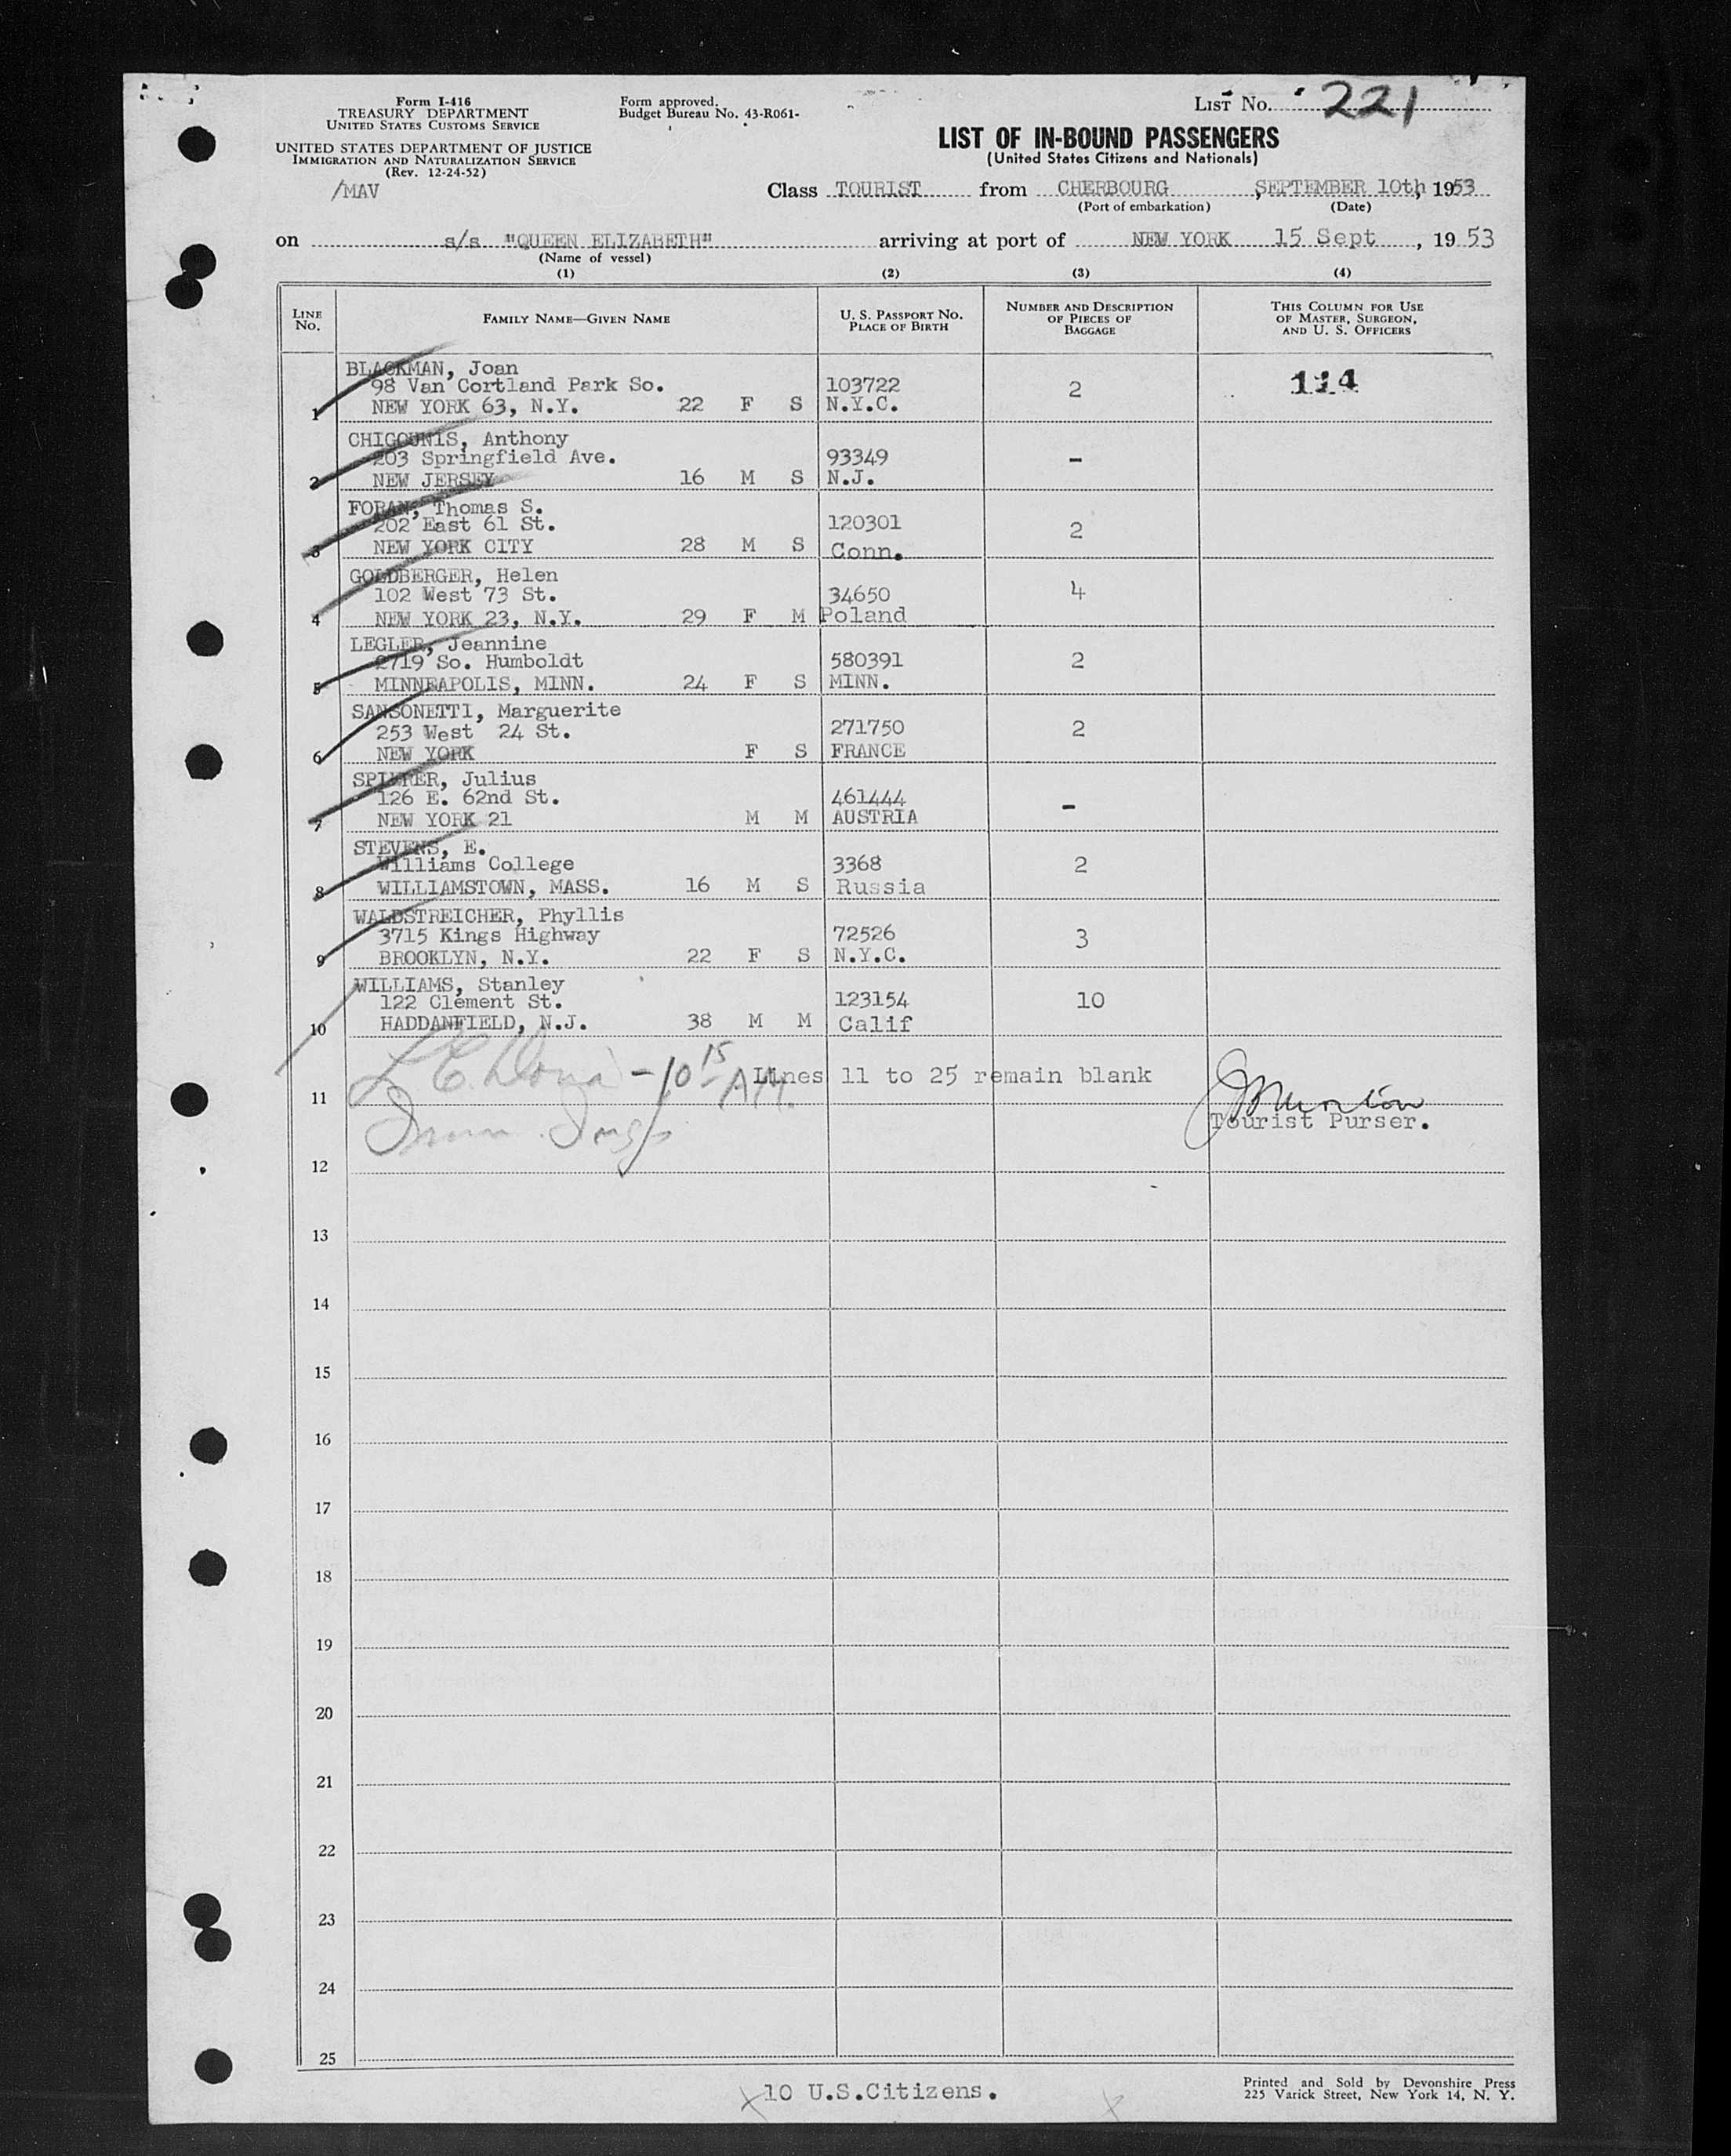 Form I-416
TREASURY DEPARTMENT
UNITED STATES CUSTOMS SERVICE
UNITED STATES DEPARTMENT OF JUSTICE
IMMIGRATION AND NATURALIZATION SERVICE
(Rev. 12-24-52)
/MAV
Form approved.
Budget Bureau No. 43-R061-
LIST No. 221
LIST OF IN-BOUND PASSENGERS
(United States Citizens and Nationals)
Class TOURIST from CHERBOURG, SEPTEMBER 10th, 1953
(Port of embarkation) (Date)
on s/s "QUEEN ELIZABETH" arriving at port of NEW YORK 15 Sept, 1953
(Name of vessel)
(1) (2) (3) (4)
LINE No. FAMILY NAME—GIVEN NAME U. S. PASSPORT No. PLACE OF BIRTH NUMBER AND DESCRIPTION OF PIECES OF BAGGAGE THIS COLUMN FOR USE OF MASTER, SURGEON, AND U. S. OFFICERS
BLACKMAN, Joan
98 Van Cortland Park So. 103722 2 114
1 NEW YORK 63, N.Y. 22 F S N.Y.C.
CHIGOUNIS, Anthony
203 Springfield Ave. 93349 -
2 NEW JERSEY 16 M S N.J.
FORAN, Thomas S.
202 East 61 St. 120301 2
3 NEW YORK CITY 28 M S Conn.
GOLDBERGER, Helen
102 West 73 St. 34650 4
4 NEW YORK 23, N.Y. 29 F M Poland
LEGLER, Jeannine
2719 So. Humboldt 580391 2
5 MINNEAPOLIS, MINN. 24 F S MINN.
SANSONETTI, Marguerite
253 West 24 St. 271750 2
6 NEW YORK F S FRANCE
Julius
126 E. 62nd St. 461444 -
7 NEW YORK 21 M M AUSTRIA
STEVENS, E.
Williams College 3368 2
8 WILLIAMSTOWN, MASS. 16 M S Russia
WALDSTREICHER, Phyllis
3715 Kings Highway 72526 3
9 BROOKLYN, N.Y. 22 F S N.Y.C.
WILLIAMS, Stanley
122 Clement St. 123154 10
10 HADDANFIELD, N.J. 38 M M Calif
- 10 15 A.M. Lines 11 to 25 remain blank
11
Tourist Purser.
12
13
14
15
16
17
18
19
20
21
22
23
24
25
10 U.S.Citizens.
Printed and Sold by Devonshire Press
225 Varick Street, New York 14, N. Y.